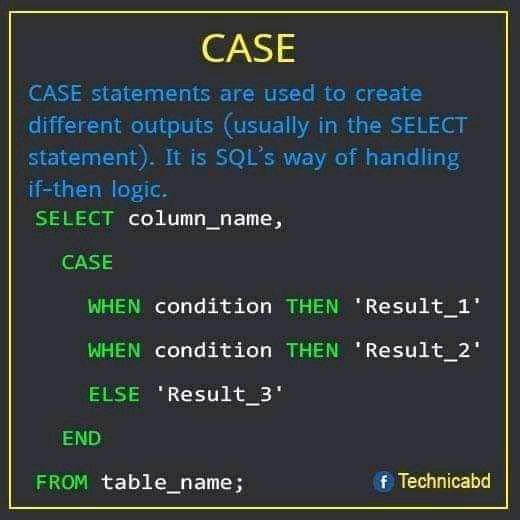 CASE
CASE statements are used to create
different outputs (usually in the SELECT
statement). It is SQL's way of handling
if-then logic.
SELECT column_name,
CASE
WHEN condition THEN 'Result_1'
WHEN condition THEN 'Result_2'
ELSE 'Result_3'
END
FROM table_name;
f Technicabd